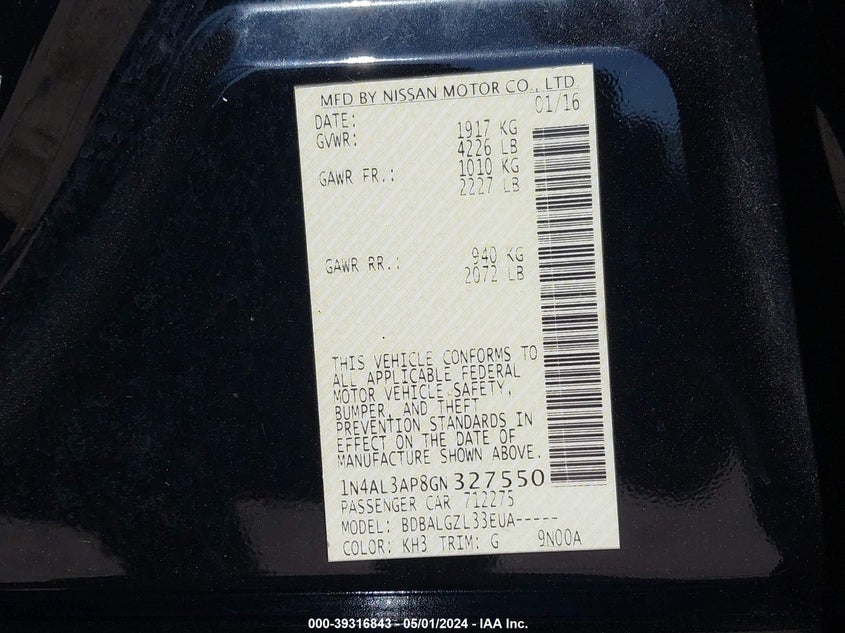 MFD BY NISSAN MOTOR CO., LTD.
DATE: 01/16
GVWR: 1917 KG
4226 LB
GAWR FR.: 1010 KG
2227 LB
GAWR RR.: 940 KG
2072 LB
THIS VEHICLE CONFORMS TO
ALL APPLICABLE FEDERAL
MOTOR VEHICLE SAFETY,
BUMPER, AND THEFT
PREVENTION STANDARDS IN
EFFECT ON THE DATE OF
MANUFACTURE SHOWN ABOVE.
1N4AL3AP8GN327550
PASSENGER CAR 712275
MODEL: BDBALGZL33EUA-----
COLOR: KH3 TRIM: G 9N00A
000-39316843 - 05/01/2024 - IAA Inc.